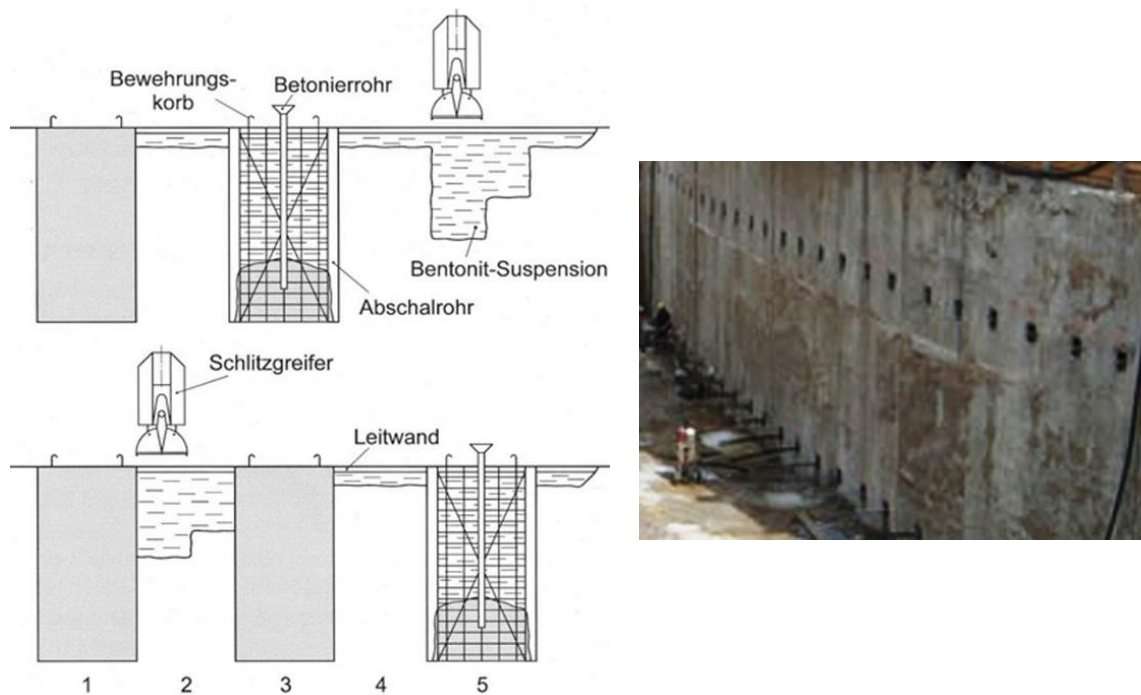 Bewehrungs-
korb
Betonierrohr
Bentonit-Suspension
Abschalrohr
Schlitzgreifer
Leitwand
1 2 3 4 5